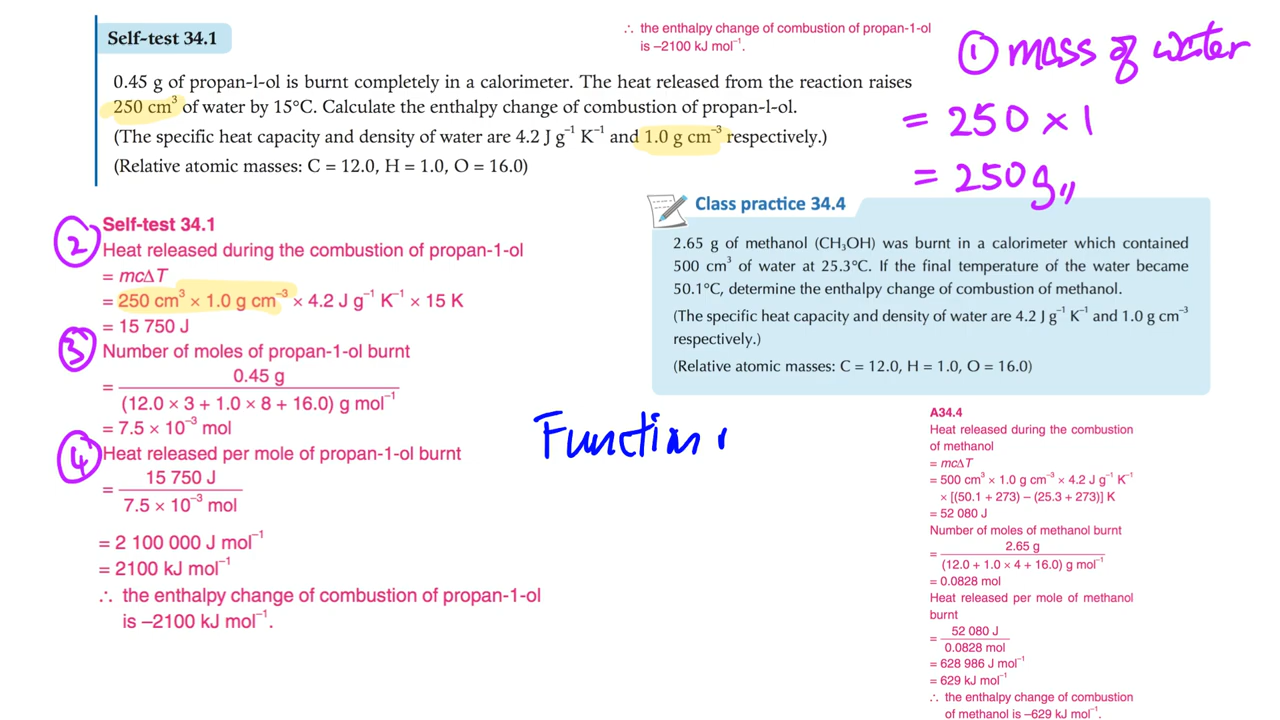 Self-test 34.1
0.45 g of propan-l-ol is burnt completely in a calorimeter. The heat released from the reaction raises
250 cm³ of water by 15°C. Calculate the enthalpy change of combustion of propan-l-ol.
(The specific heat capacity and density of water are 4.2 J g⁻¹ K⁻¹ and 1.0 g cm⁻³ respectively.)
(Relative atomic masses: C = 12.0, H = 1.0, O = 16.0)
∴ the enthalpy change of combustion of propan-1-ol
is –2100 kJ mol⁻¹.
① mass of water
= 250 × 1
= 250g,,
②
Self-test 34.1
Heat released during the combustion of propan-1-ol
= mcΔT
= 250 cm³ × 1.0 g cm⁻³ × 4.2 J g⁻¹ K⁻¹ × 15 K
= 15 750 J
③
Number of moles of propan-1-ol burnt
= 0.45 g
(12.0 × 3 + 1.0 × 8 + 16.0) g mol⁻¹
= 7.5 × 10⁻³ mol
④
Heat released per mole of propan-1-ol burnt
= 15 750 J
7.5 × 10⁻³ mol
= 2 100 000 J mol⁻¹
= 2100 kJ mol⁻¹
∴ the enthalpy change of combustion of propan-1-ol
is –2100 kJ mol⁻¹.
Class practice 34.4
2.65 g of methanol (CH₃OH) was burnt in a calorimeter which contained
500 cm³ of water at 25.3°C. If the final temperature of the water became
50.1°C, determine the enthalpy change of combustion of methanol.
(The specific heat capacity and density of water are 4.2 J g⁻¹ K⁻¹ and 1.0 g cm⁻³
respectively.)
(Relative atomic masses: C = 12.0, H = 1.0, O = 16.0)
Function
A34.4
Heat released during the combustion
of methanol
= mcΔT
= 500 cm³ × 1.0 g cm⁻³ × 4.2 J g⁻¹ K⁻¹
× [(50.1 + 273) – (25.3 + 273)] K
= 52 080 J
Number of moles of methanol burnt
= 2.65 g
(12.0 + 1.0 × 4 + 16.0) g mol⁻¹
= 0.0828 mol
Heat released per mole of methanol
burnt
= 52 080 J
0.0828 mol
= 628 986 J mol⁻¹
= 629 kJ mol⁻¹
∴ the enthalpy change of combustion
of methanol is –629 kJ mol⁻¹.